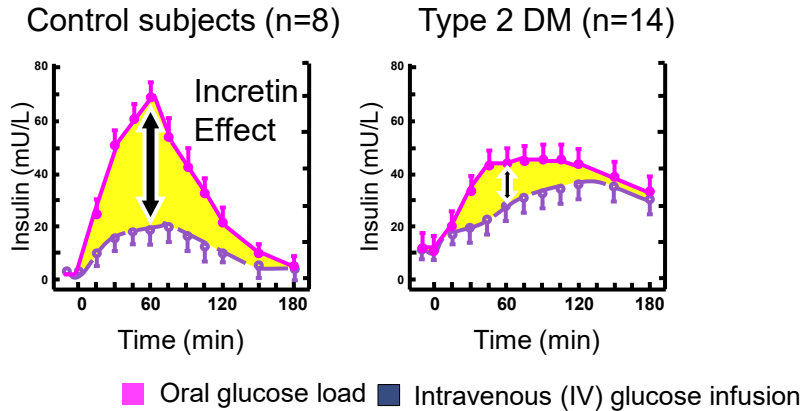 Control subjects (n=8)
Type 2 DM (n=14)
80
60
40
20
0
Insulin (mU/L)
Incretin
Effect
0 60 120 180
Time (min)
80
60
40
20
0
Insulin (mU/L)
0 60 120 180
Time (min)
Oral glucose load
Intravenous (IV) glucose infusion